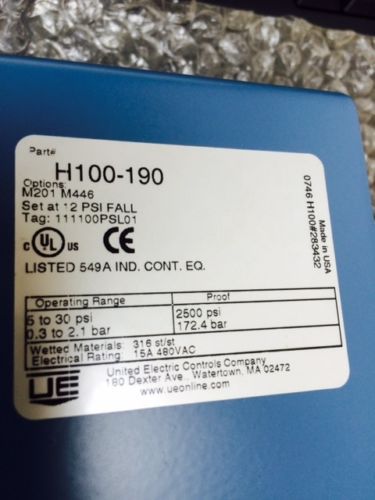 Part#
H100-190
Options:
M201 M446
Set at 12 PSI FALL
Tag: 111100PSL01
C UL US CE
LISTED 549A IND. CONT. EQ.
Made in USA
0746 H100#283432
Operating Range Proof
5 to 30 psi 2500 psi
0.3 to 2.1 bar 172.4 bar
Wetted Materials: 316 st/st
Electrical Rating: 15A 480VAC
UE
United Electric Controls Company
180 Dexter Ave., Watertown, MA 02472
www.ueonline.com